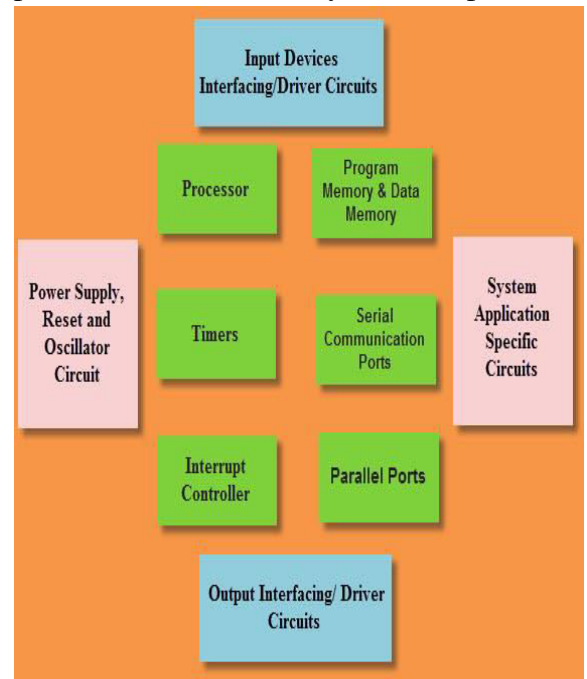 Input Devices
Interfacing/Driver Circuits
Processor
Program
Memory & Data
Memory
Power Supply,
Reset and
Oscillator
Circuit
Timers
Serial
Communication
Ports
System
Application
Specific
Circuits
Interrupt
Controller
Parallel Ports
Output Interfacing/ Driver
Circuits